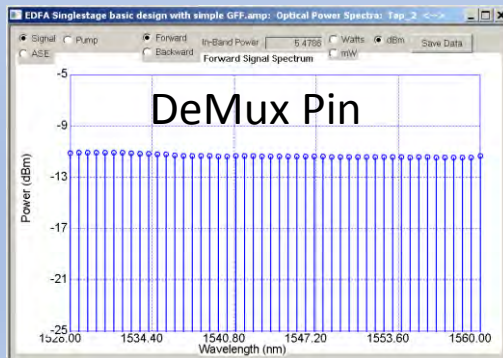 EDFA Singlestage basic design with simple GFF.amp: Optical Power Spectra: Tap_2 <-->
Signal Pump Forward In-Band Power 5.4766 Watts dBm Save Data
ASE Backward mW
Forward Signal Spectrum
DeMux Pin
-5
-9
-13
-17
-21
-25
Power (dBm)
1528.00 1534.40 1540.80 1547.20 1553.60 1560.00
Wavelength (nm)